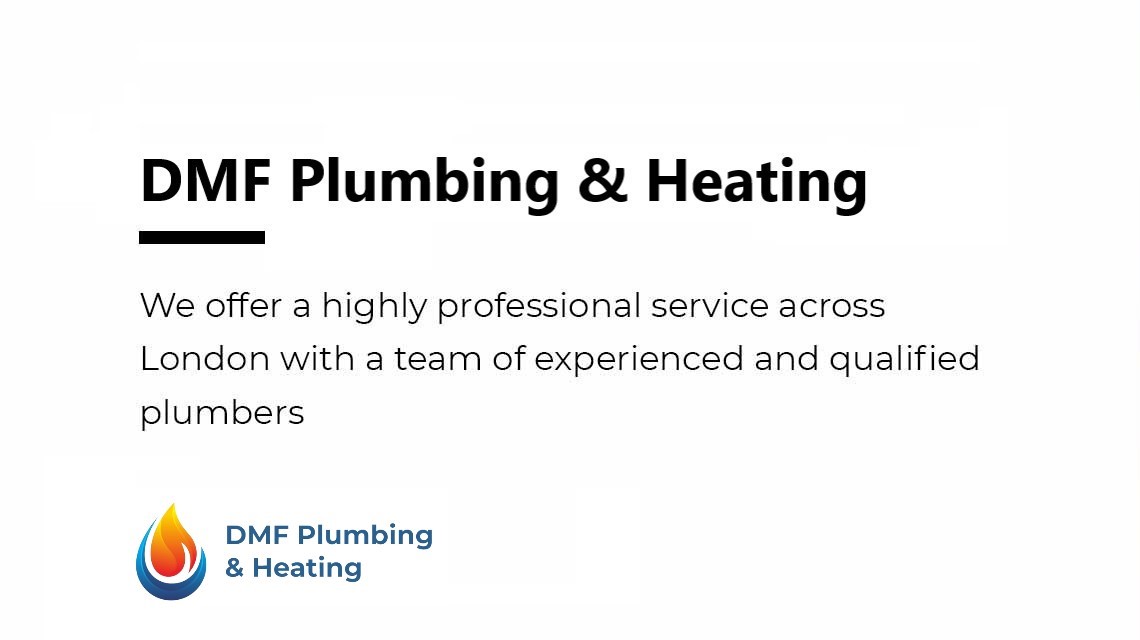 DMF Plumbing & Heating
We offer a highly professional service across
London with a team of experienced and qualified
plumbers
DMF Plumbing
& Heating